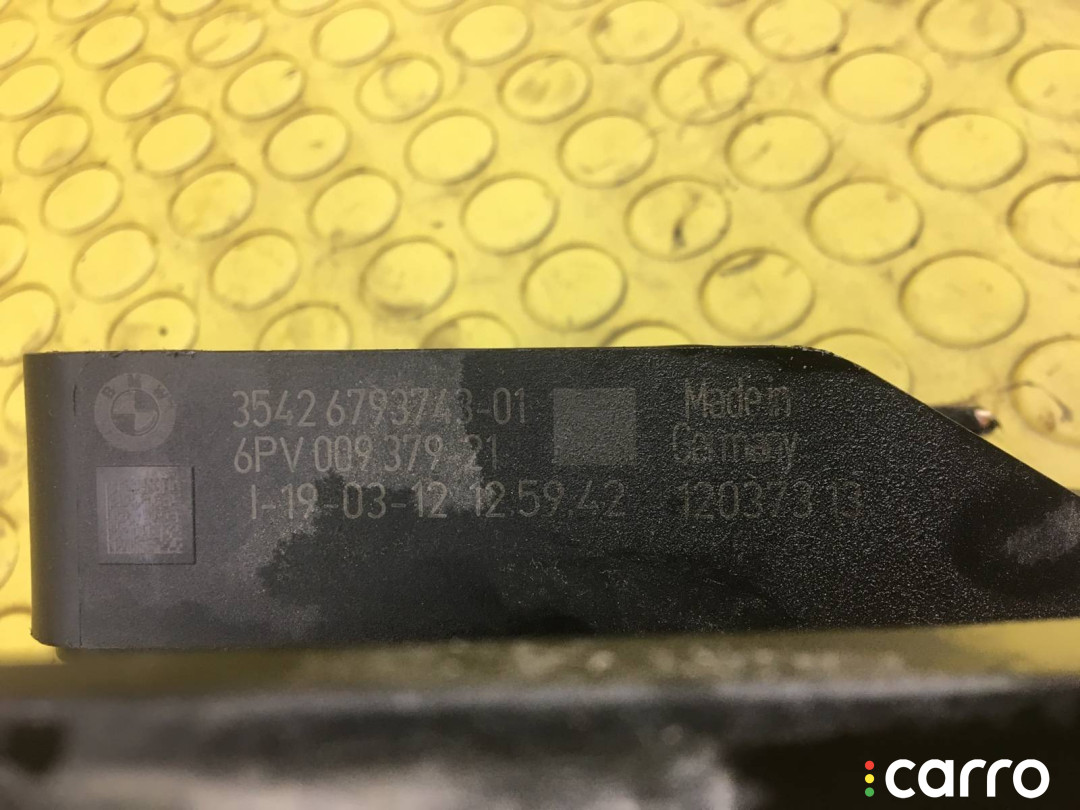 BMW
3542 6793743-01
6PV 009 379-21
I-19-03-12 12:59:42
Made in
Germany
12037313
carro